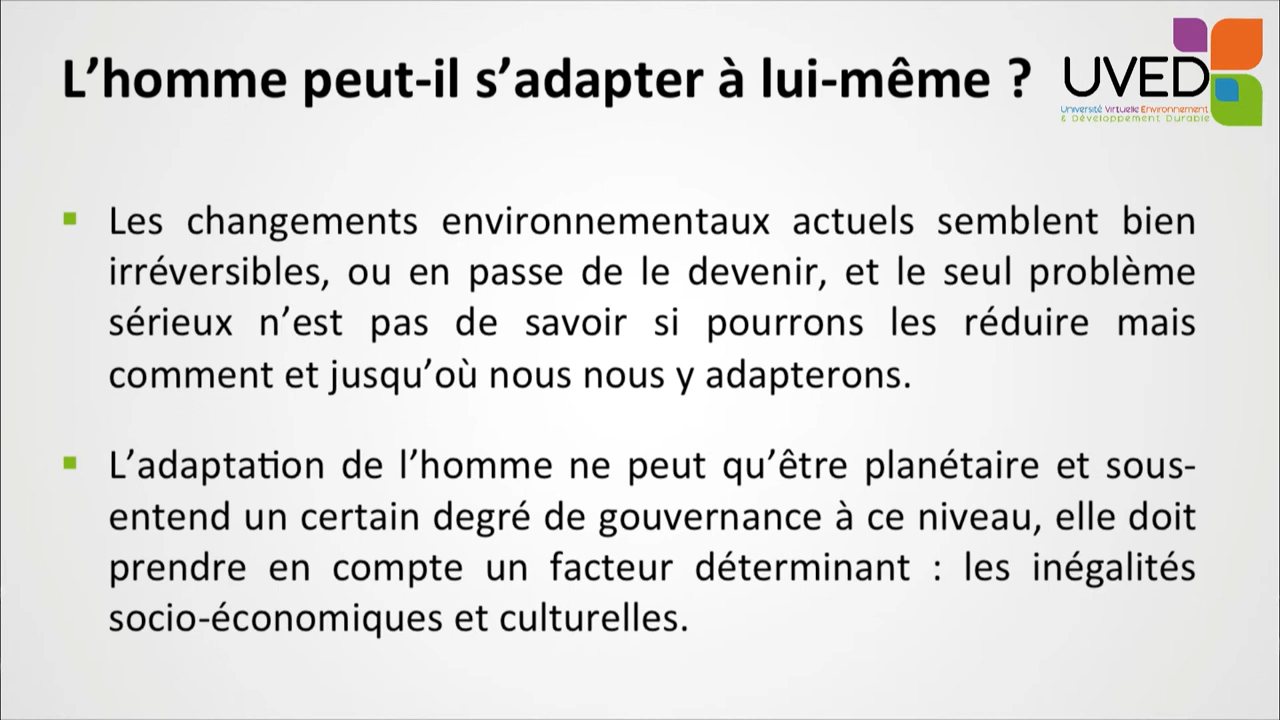 L’homme peut-il s’adapter à lui-même ?
UVED
Université Virtuelle Environnement
& Développement Durable
Les changements environnementaux actuels semblent bien
irréversibles, ou en passe de le devenir, et le seul problème
sérieux n’est pas de savoir si pourrons les réduire mais
comment et jusqu’où nous nous y adapterons.
L’adaptation de l’homme ne peut qu’être planétaire et sous-
entend un certain degré de gouvernance à ce niveau, elle doit
prendre en compte un facteur déterminant : les inégalités
socio-économiques et culturelles.